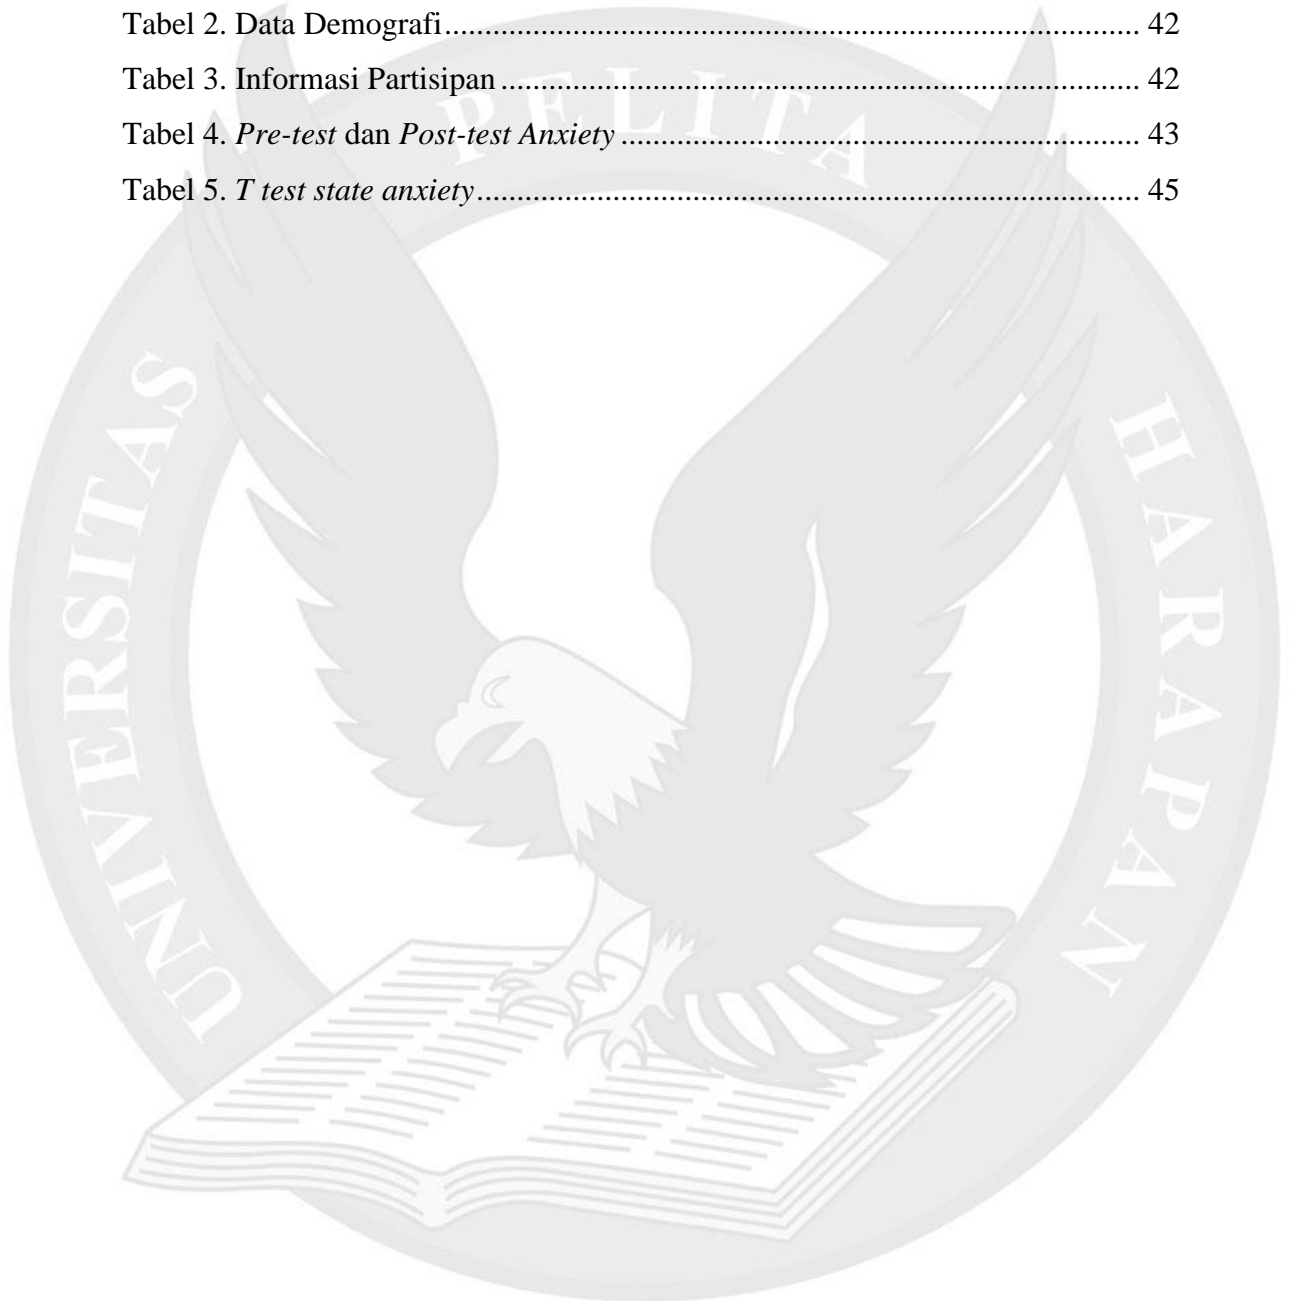 Tabel 2. Data Demografi........................................................................................ 42
Tabel 3. Informasi Partisipan ................................................................................. 42
Tabel 4. Pre-test dan Post-test Anxiety .................................................................. 43
Tabel 5. T test state anxiety.................................................................................... 45
UNIVERSITAS PELITA HARAPAN